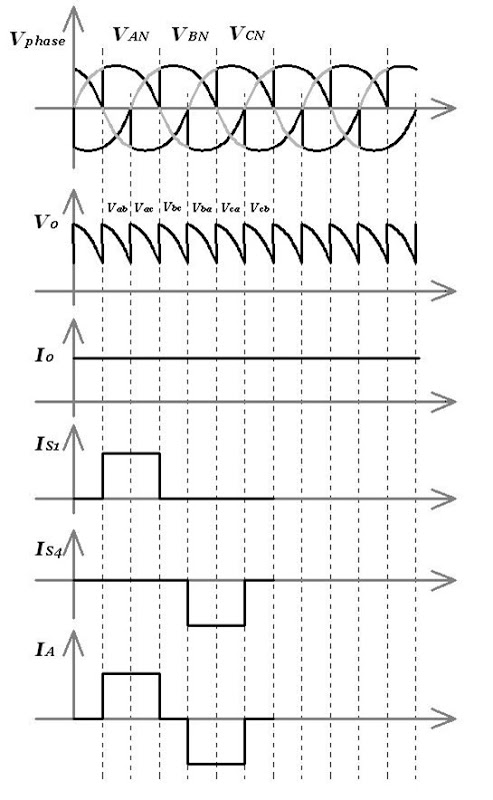 Vphase VAN VBN VCN
Vo Vab Vac Vbc Vba Vca Vcb
Io
IS1
IS4
IA